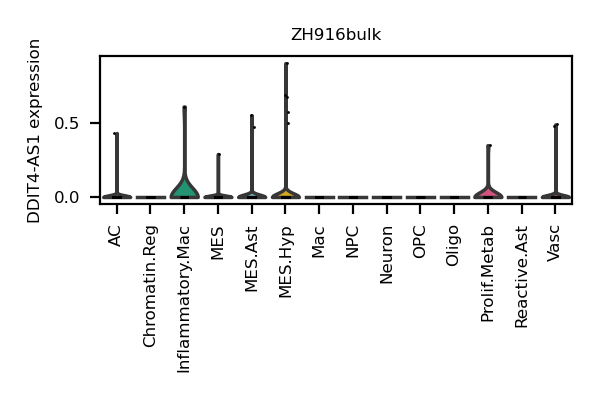 ZH916bulk
DDIT4-AS1 expression
0.5
0.0
AC
Chromatin.Reg
Inflammatory.Mac
MES
MES.Ast
MES.Hyp
Mac
NPC
Neuron
OPC
Oligo
Prolif.Metab
Reactive.Ast
Vasc